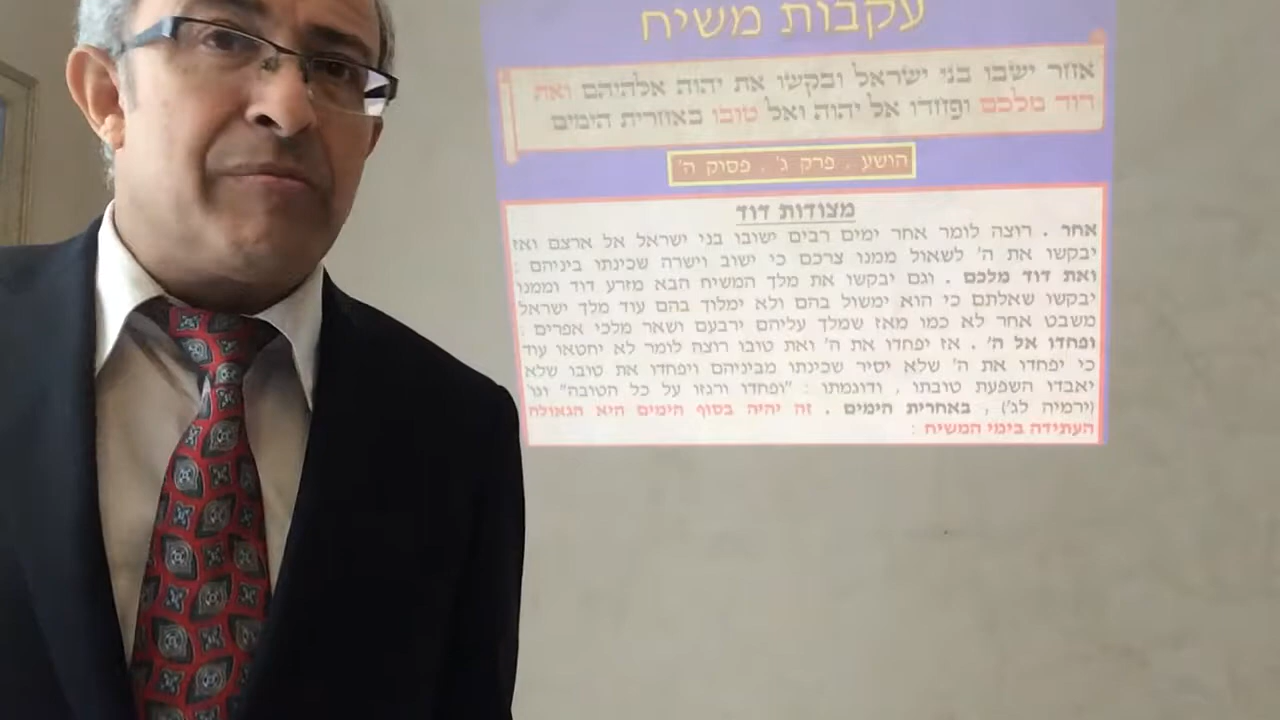 עקבות משיח
אחר ישבו בני ישראל ובקשו את יהוה אלהיהם ואת
דוד מלכם ופחדו אל יהוה ואל טובו באחרית הימים
הושע . פרק ג' . פסוק ה'
מצודות דוד
אחר . רוצה לומר אחר ימים רבים ישובו בני ישראל אל ארצם ואז
יבקשו את ה' לשאול ממנו צרכם כי ישוב וישרה שכינתו ביניהם :
ואת דוד מלכם . וגם יבקשו את מלך המשיח הבא מזרע דוד וממנו
יבקשו שאלתם כי הוא ימשול בהם ולא ימלוך בהם עוד מלך ישראל
משבט אחר לא כמו מאז שמלך עליהם ירבעם ושאר מלכי אפרים :
ופחדו אל ה' . אז יפחדו את ה' ואת טובו רוצה לומר לא יחטאו עוד
כי יפחדו את ה' שלא יסיר שכינתו מביניהם ויפחדו את טובו שלא
יאבדו השפעת טובתו , ודוגמתו : "ופחדו ורגזו על כל הטובה" וגו'
(ירמיה לג') , באחרית הימים . זה יהיה בסוף הימים היא הגאולה
העתידה בימי המשיח :